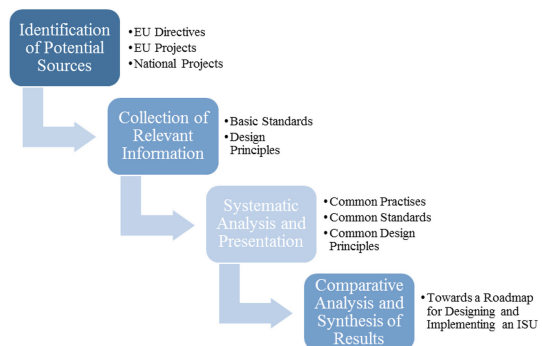 Identification
of Potential
Sources
•EU Directives
•EU Projects
•National Projects
Collection of
Relevant
Information
•Basic Standards
•Design
Principles
Systematic
Analysis and
Presentation
•Common Practises
•Common Standards
•Common Design
Principles
Comparative
Analysis and
Synthesis of
Results
•Towards a Roadmap
for Designing and
Implementing an ISU